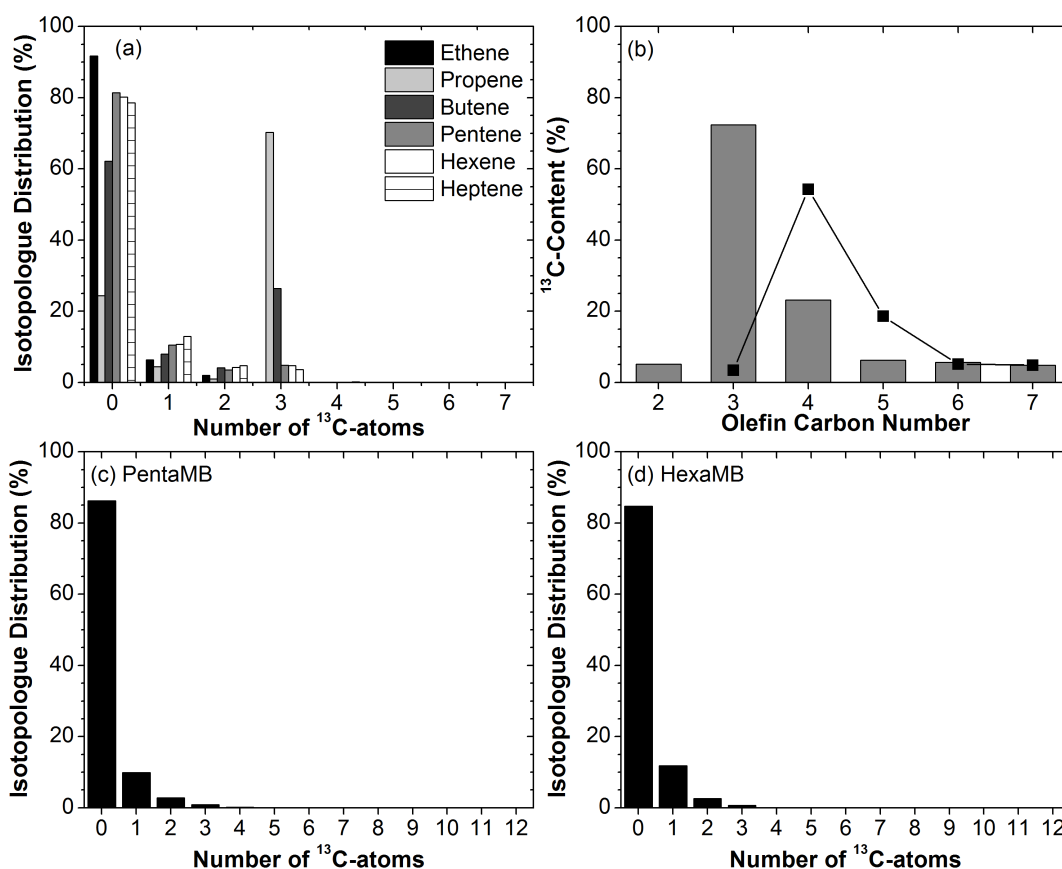 (a)
Ethene
Propene
Butene
Pentene
Hexene
Heptene
Isotopologue Distribution (%)
100
80
60
40
20
0
0 1 2 3 4 5 6 7
Number of ¹³C-atoms
(b)
¹³C-Content (%)
100
80
60
40
20
0
2 3 4 5 6 7
Olefin Carbon Number
(c) PentaMB
Isotopologue Distribution (%)
100
80
60
40
20
0
0 1 2 3 4 5 6 7 8 9 10 11 12
Number of ¹³C-atoms
(d) HexaMB
Isotopologue Distribution (%)
100
80
60
40
20
0
0 1 2 3 4 5 6 7 8 9 10 11 12
Number of ¹³C-atoms